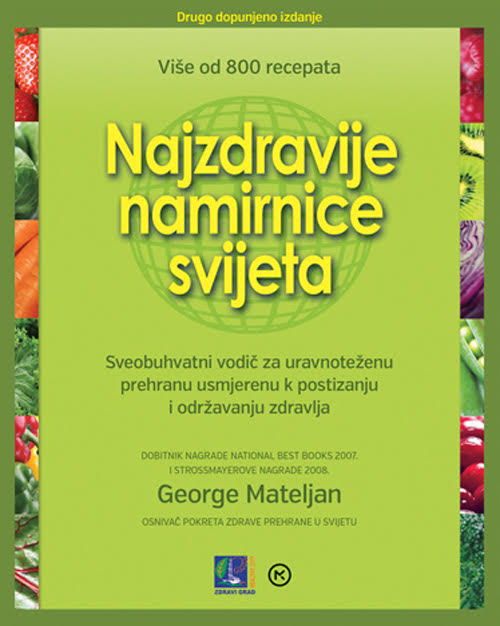 Drugo dopunjeno izdanje
Više od 800 recepata
Najzdravije
namirnice
svijeta
Sveobuhvatni vodič za uravnoteženu
prehranu usmjerenu k postizanju
i održavanju zdravlja
DOBITNIK NAGRADE NATIONAL BEST BOOKS 2007.
I STROSSMAYEROVE NAGRADE 2008.
George Mateljan
OSNIVAČ POKRETA ZDRAVE PREHRANE U SVIJETU
ZDRAVI GRAD